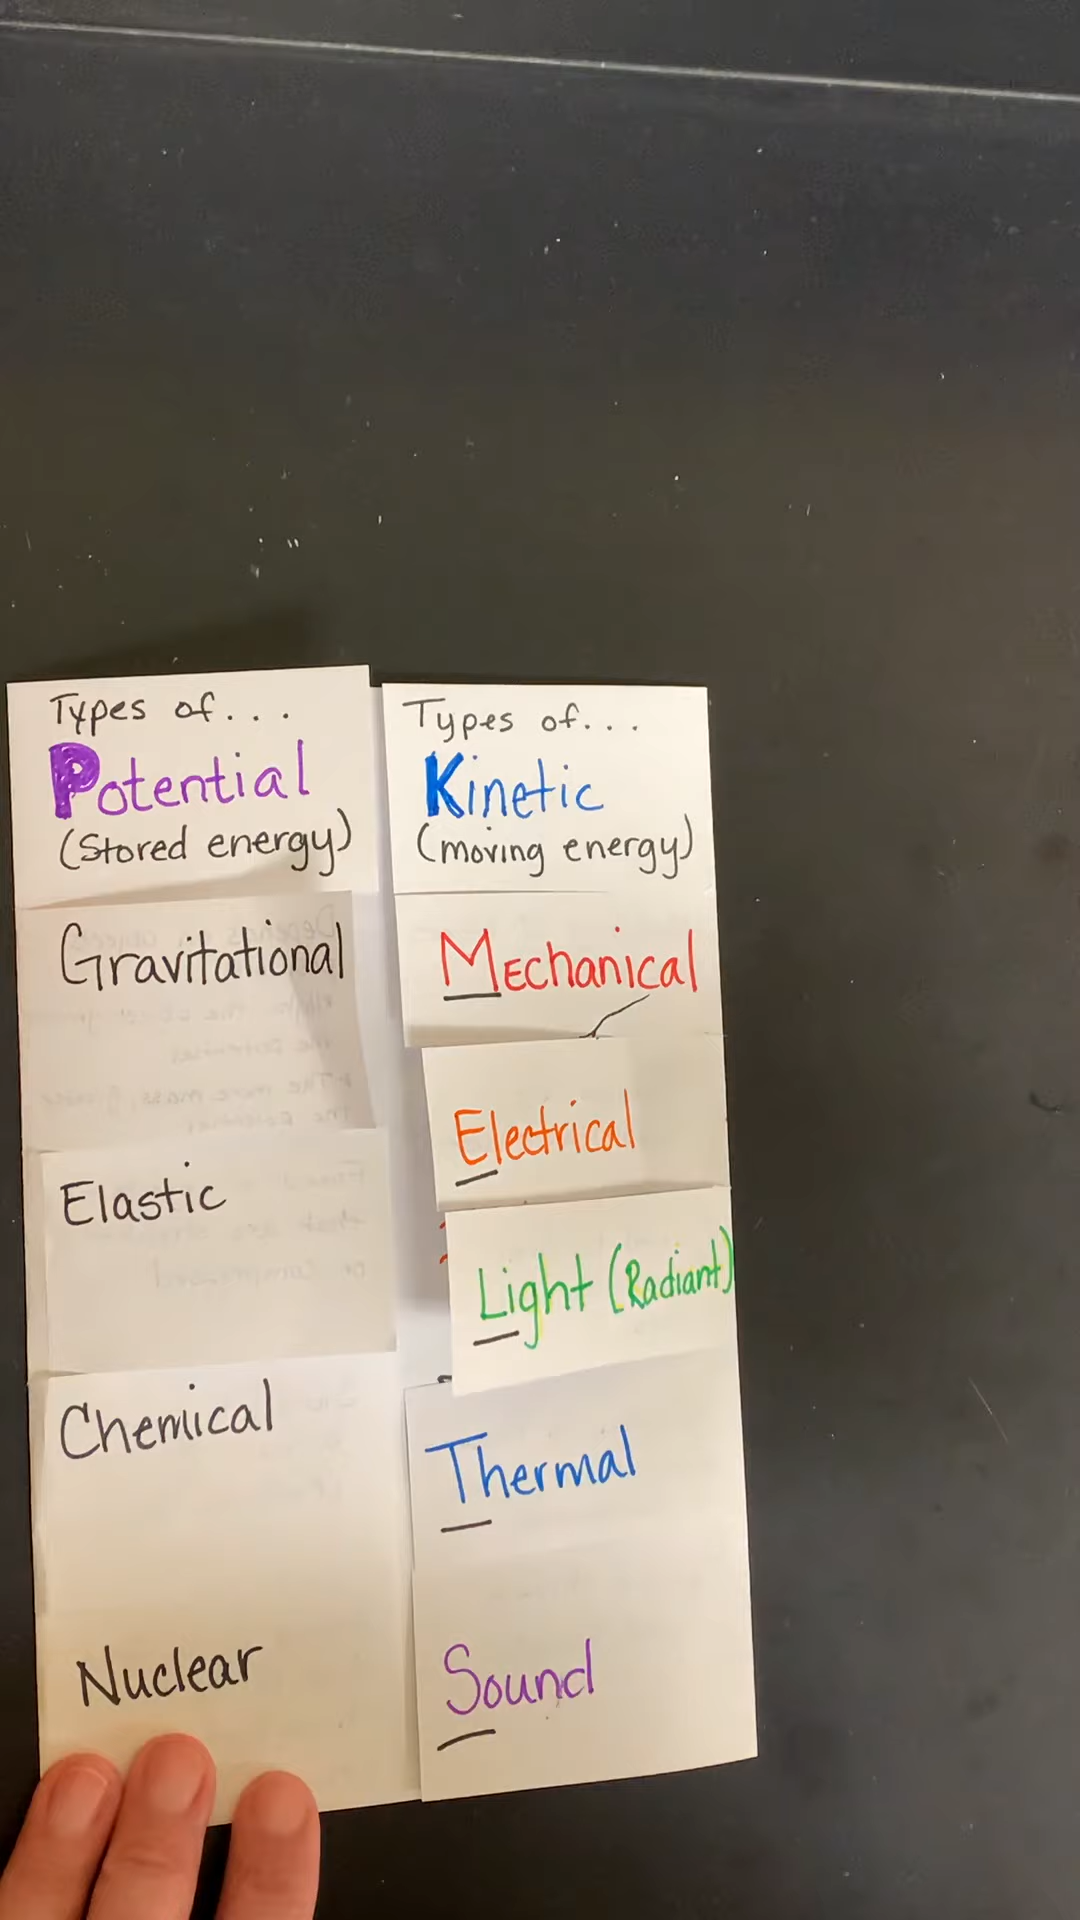 Types of...
Potential
(Stored energy)
Gravitational
Elastic
Chemical
Nuclear
Types of...
Kinetic
(moving energy)
Mechanical
Electrical
Light (Radiant)
Thermal
Sound